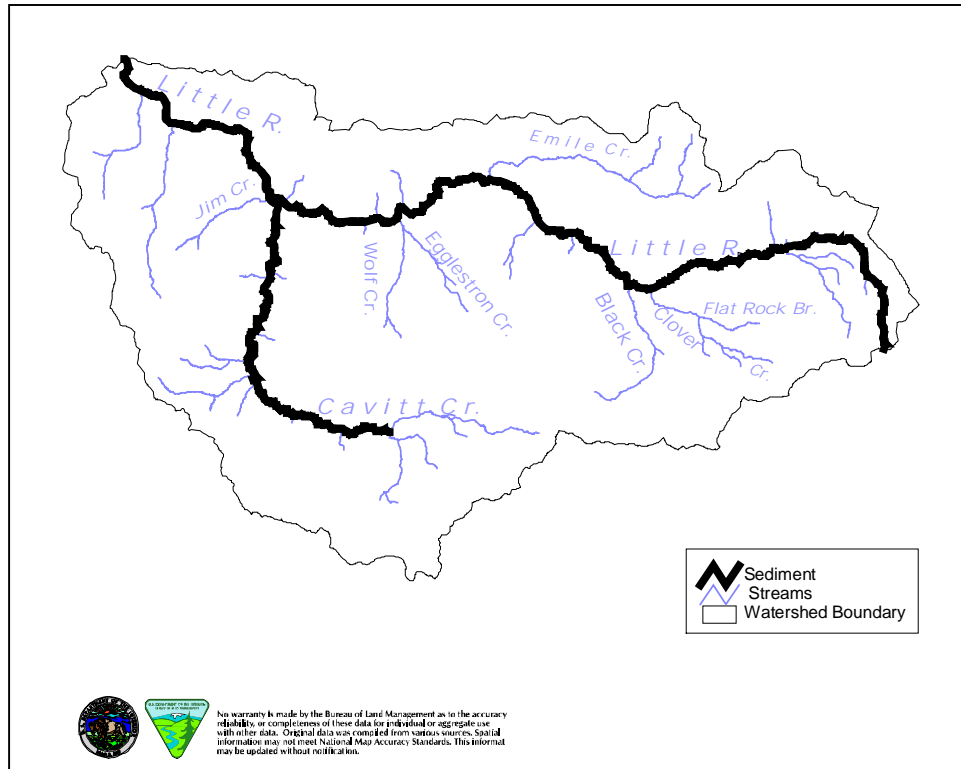 Little R.
Emile Cr.
Jim Cr.
Wolf Cr.
Egglestron Cr.
Little R.
Black Cr.
Clover Cr.
Flat Rock Br.
Cavitt Cr.
Sediment
Streams
Watershed Boundary
No warranty is made by the Bureau of Land Management as to the accuracy
reliability, or completeness of these data for individual or aggregate use
with other data. Original data was compiled from various sources. Spatial
information may not meet National Map Accuracy Standards. This informat
may be updated without notification.